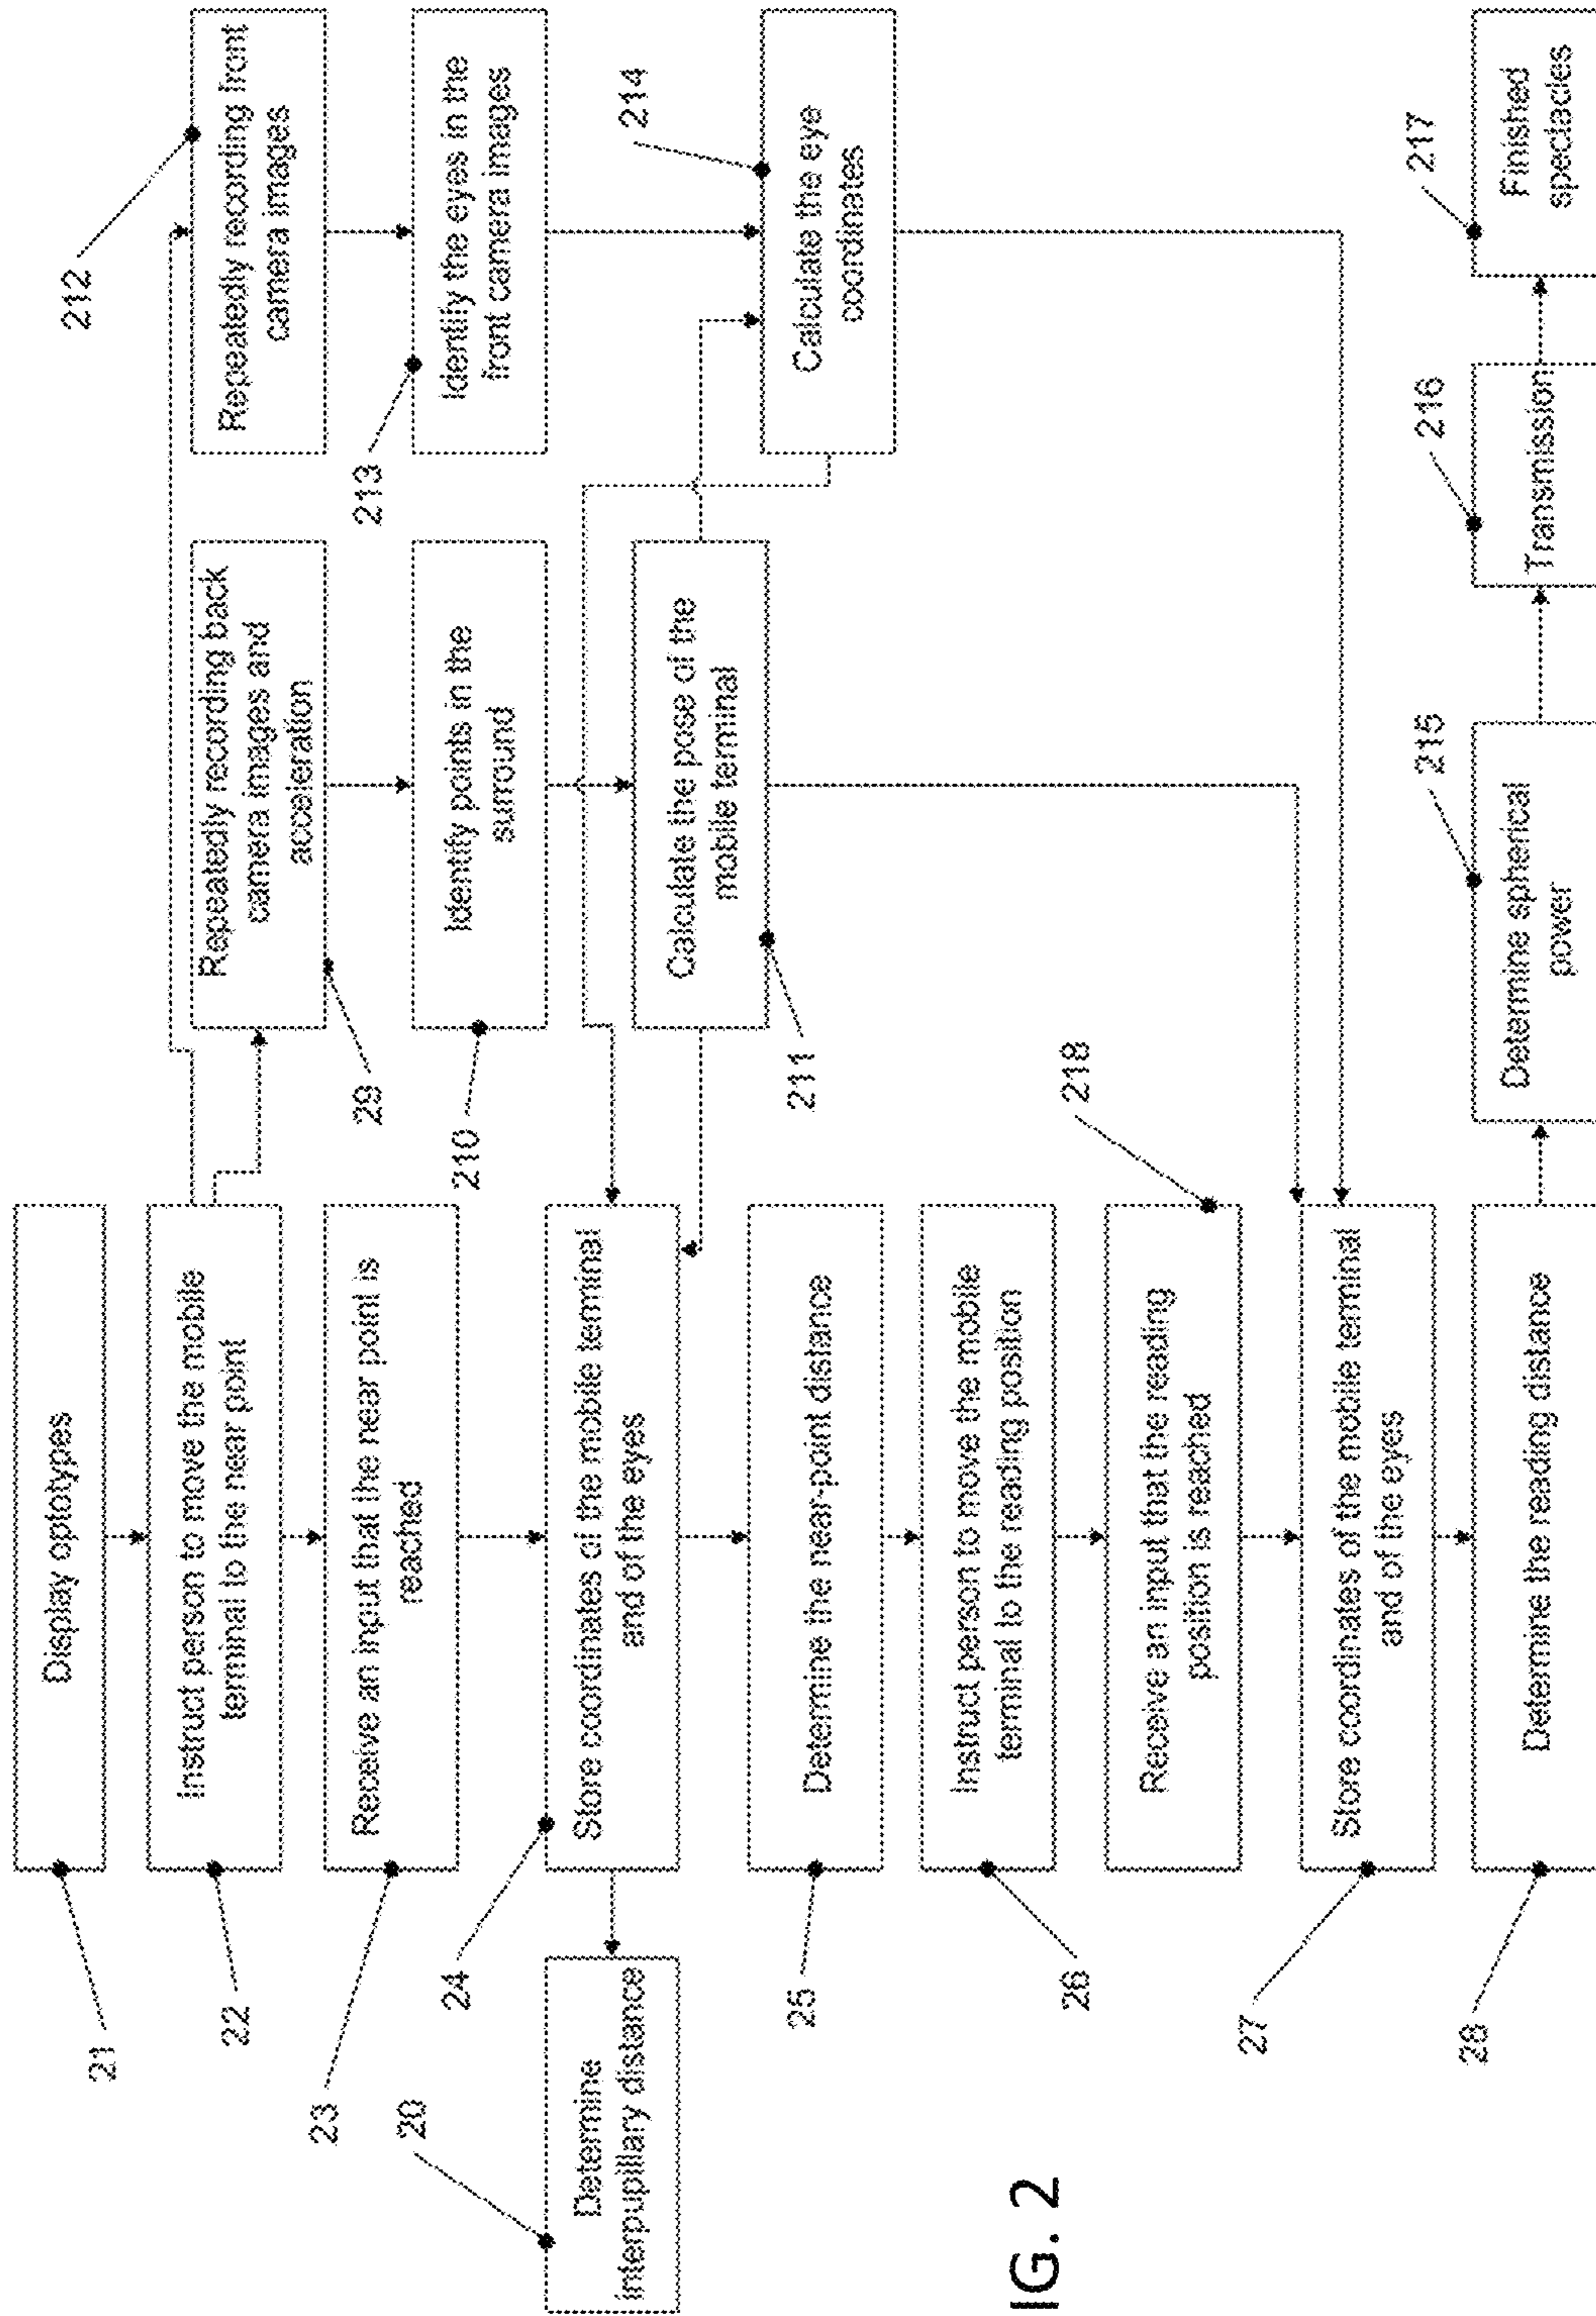 21
Display optotypes
22
Instruct person to move the mobile
terminal to the near point
23
Receive an input that the near point is
reached
20
Determine
interpupillary distance
24
Store coordinates of the mobile terminal
and of the eyes
25
Determine the near-point distance
26
Instruct person to move the mobile
terminal to the reading position
218
Receive an input that the reading
position is reached
27
Store coordinates of the mobile terminal
and of the eyes
28
Determine the reading distance
29
Repeatedly recording back
camera images and
acceleration
210
Identify points in the
surround
211
Calculate the pose of the
mobile terminal
212
Repeatedly recording front
camera images
213
Identify the eyes in the
front camera images
214
Calculate the eye
coordinates
215
Determine spherical
power
216
Transmission
217
Finished
spectacles
IG. 2